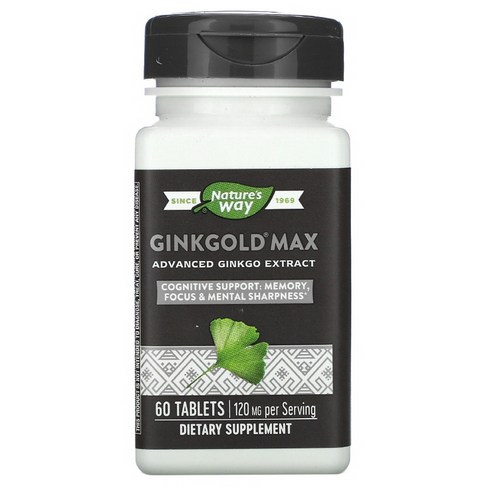 Nature's
SINCE
way
1969
GINKGOLD® MAX
ADVANCED GINKGO EXTRACT
COGNITIVE SUPPORT: MEMORY,
FOCUS & MENTAL SHARPNESS*
60 TABLETS | 120 MG per Serving
DIETARY SUPPLEMENT
THIS PRODUCT IS NOT INTENDED TO DIAGNOSE, TREAT, CURE, OR PREVENT ANY DISEASE.